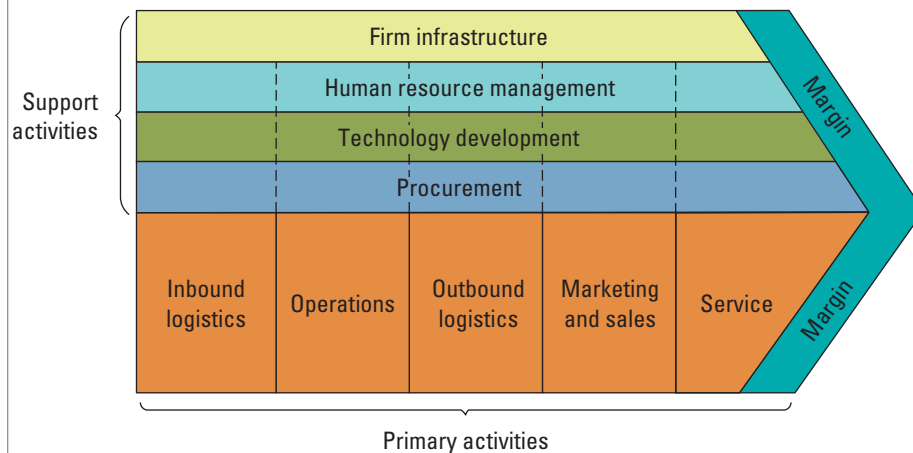 Firm infrastructure
Human resource management
Technology development
Procurement
Support
activities
Margin
Inbound
logistics
Operations
Outbound
logistics
Marketing
and sales
Service
Margin
Primary activities